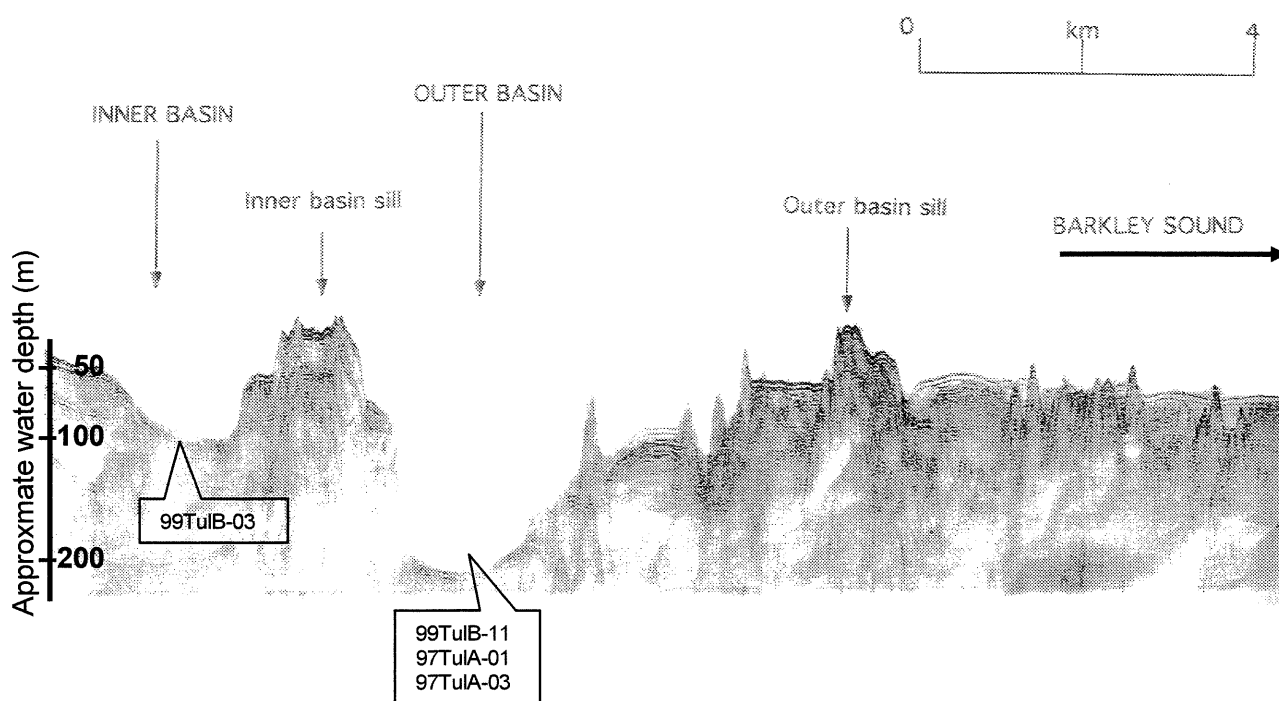 0 km 4
OUTER BASIN
INNER BASIN
Inner basin sill
Outer basin sill
BARKLEY SOUND
Approxmate water depth (m)
50
100
200
99TulB-03
99TulB-11
97TulA-01
97TulA-03